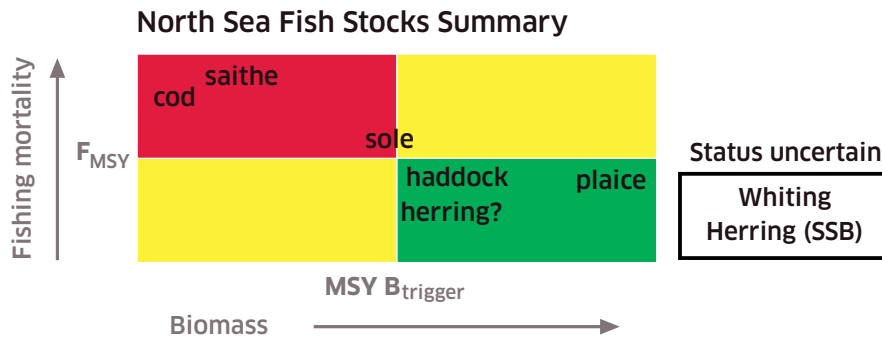 North Sea Fish Stocks Summary
Fishing mortality
saithe
cod
sole
FMSY
haddock
plaice
herring?
Status uncertain
Whiting
Herring (SSB)
MSY Btrigger
Biomass